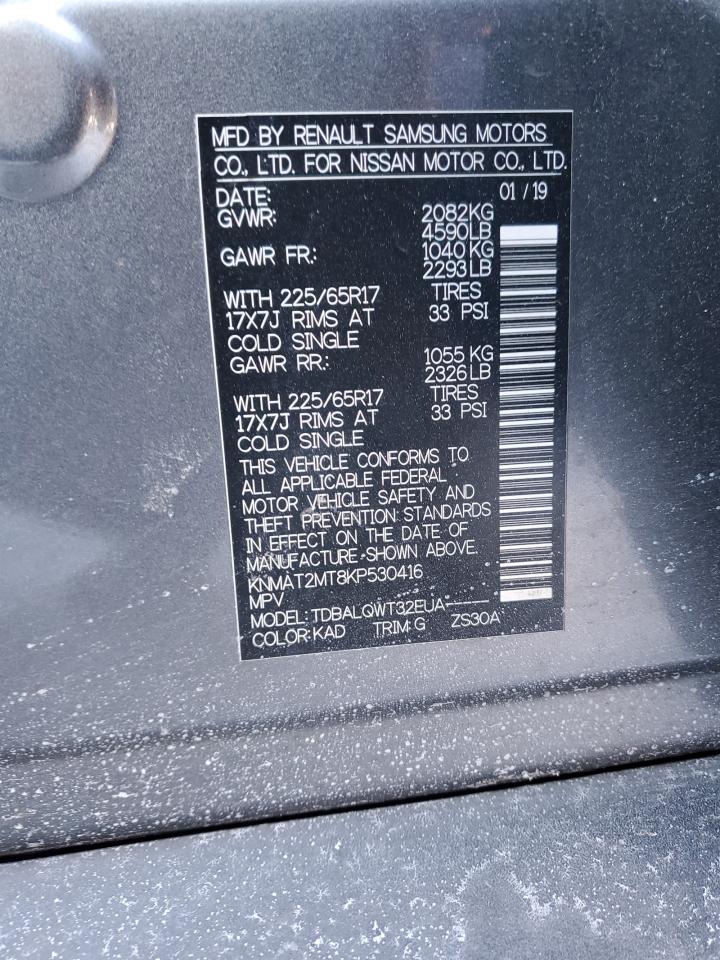 MFD BY RENAULT SAMSUNG MOTORS
CO., LTD. FOR NISSAN MOTOR CO., LTD.
DATE: 01 / 19
GVWR: 2082KG
4590LB
GAWR FR.: 1040 KG
2293 LB
WITH 225/65R17 TIRES
17X7J RIMS AT 33 PSI
COLD SINGLE
GAWR RR.: 1055 KG
2326 LB
WITH 225/65R17 TIRES
17X7J RIMS AT 33 PSI
COLD SINGLE
THIS VEHICLE CONFORMS TO
ALL APPLICABLE FEDERAL
MOTOR VEHICLE SAFETY AND
THEFT PREVENTION STANDARDS
IN EFFECT ON THE DATE OF
MANUFACTURE SHOWN ABOVE.
KNMAT2MT8KP530416
MPV
MODEL: TDBALQWT32EUA-----
COLOR: KAD TRIM: G ZS30A